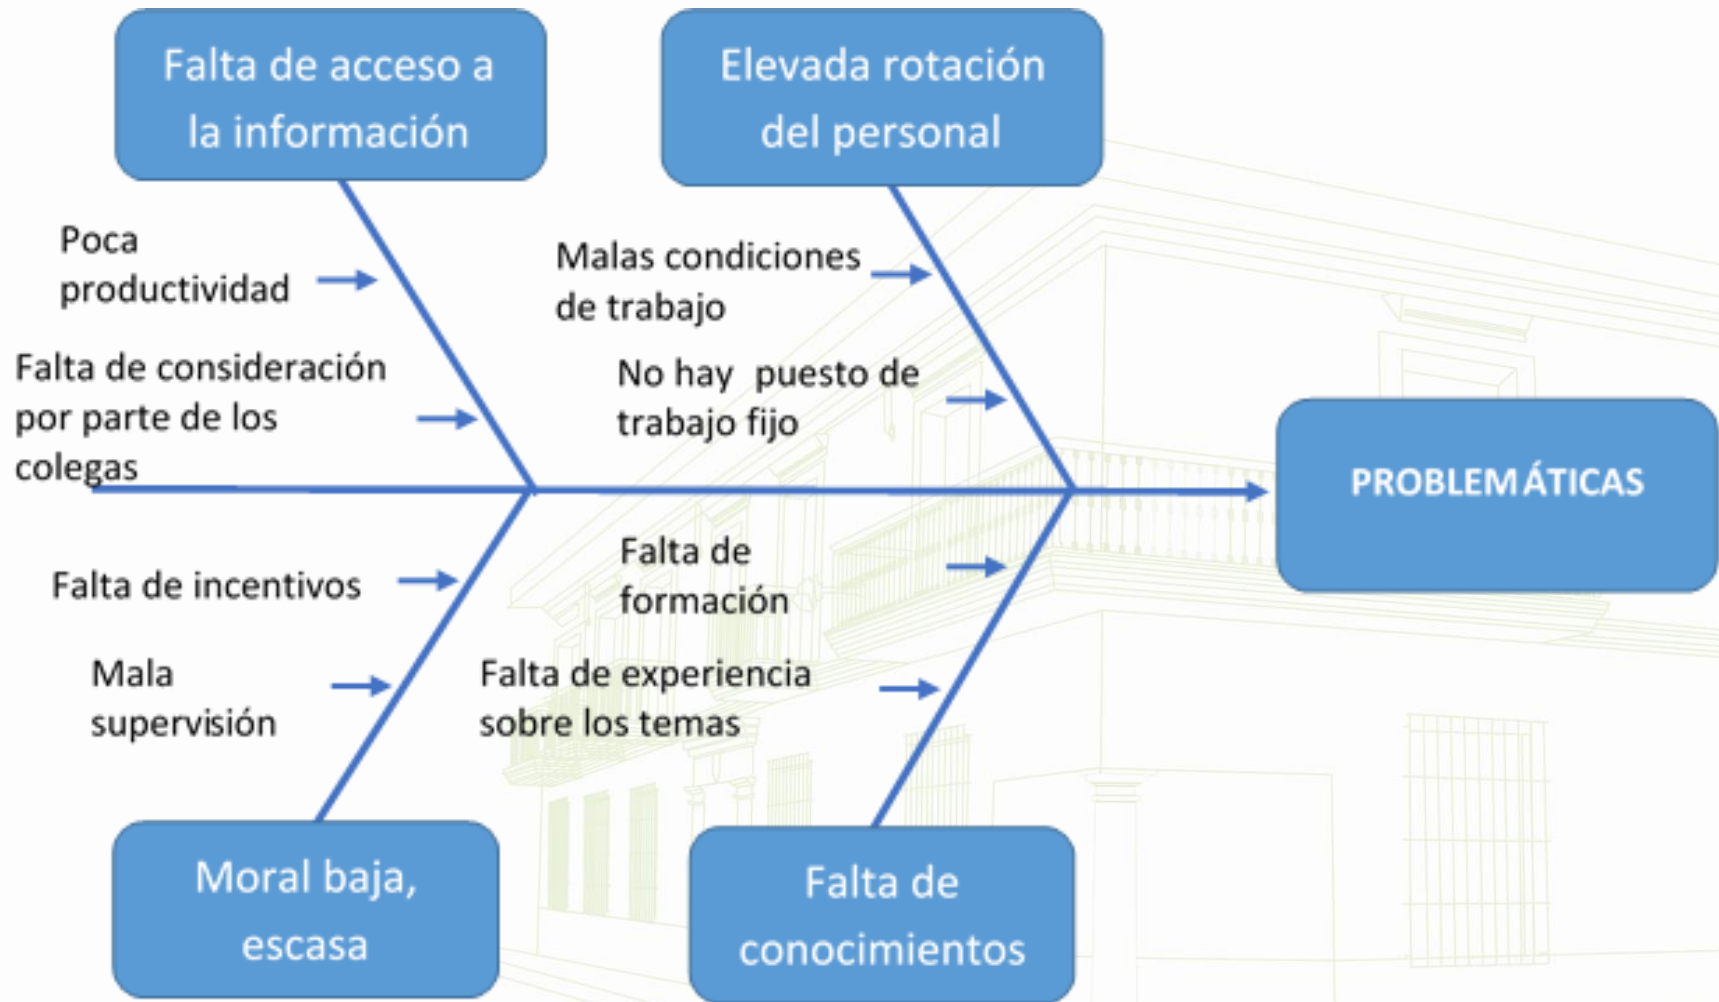 Falta de acceso a
la información
Elevada rotación
del personal
Poca
productividad
Malas condiciones
de trabajo
Falta de consideración
por parte de los
colegas
No hay puesto de
trabajo fijo
PROBLEMÁTICAS
Falta de incentivos
Falta de
formación
Mala
supervisión
Falta de experiencia
sobre los temas
Moral baja,
escasa
Falta de
conocimientos